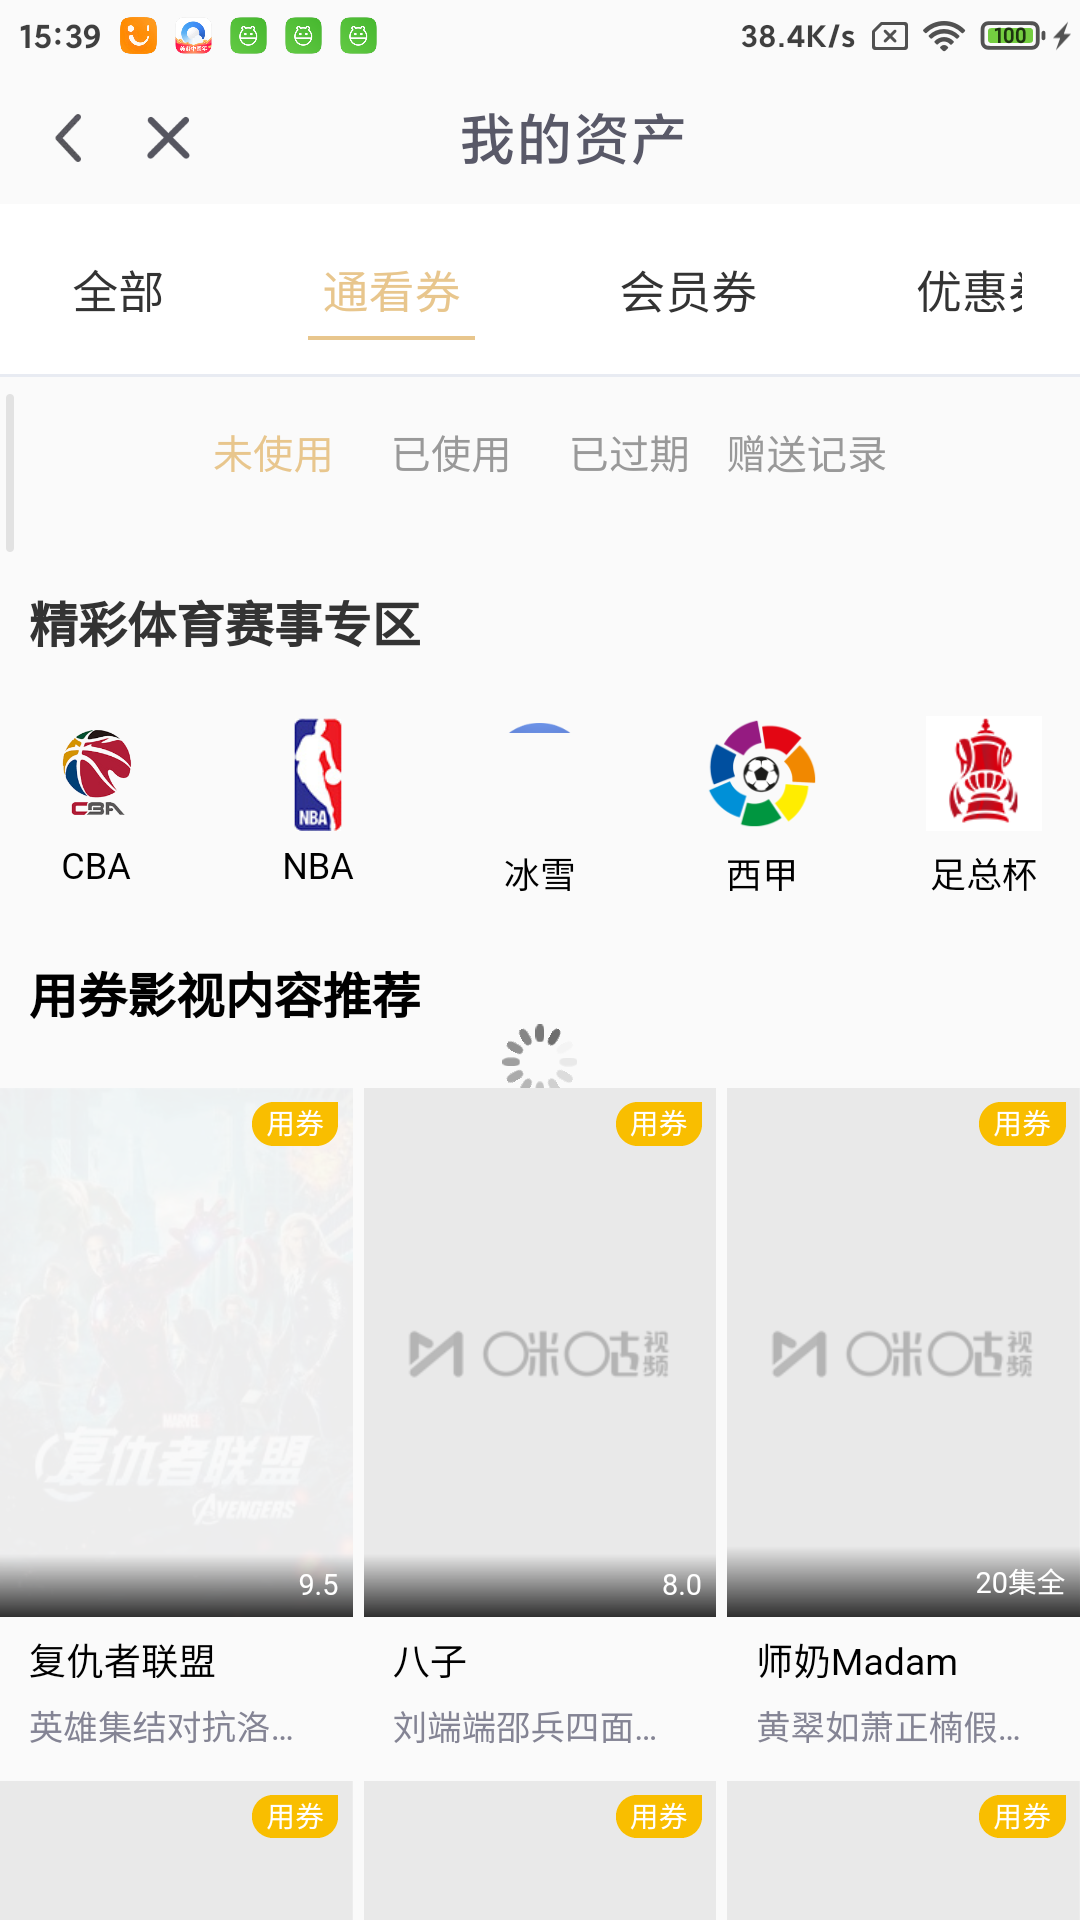 15:39 38.4K/s 100
我的资产
全部 通看券 会员券 优惠
未使用 已使用 已过期 赠送记录
精彩体育赛事专区
CBA NBA
CBA NBA 冰雪 西甲 足总杯
用券影视内容推荐
用券 用券 用券
咪咕视频 咪咕视频
MARVEL
复仇者联盟
AVENGERS
9.5 8.0 20集全
复仇者联盟 八子 师奶Madam
英雄集结对抗洛... 刘端端邵兵四面... 黄翠如萧正楠假...
用券 用券 用券